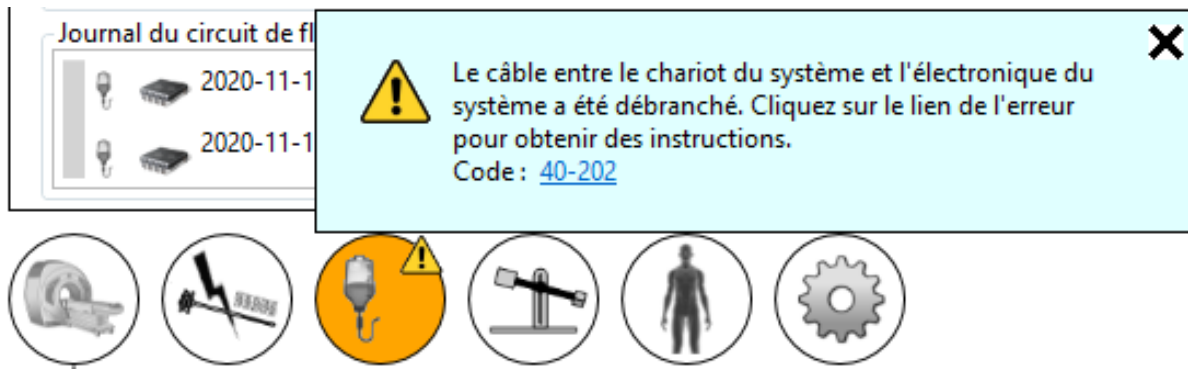 Journal du circuit de fl
2020-11-1
2020-11-1
Le câble entre le chariot du système et l'électronique du
système a été débranché. Cliquez sur le lien de l'erreur
pour obtenir des instructions.
Code : 40-202